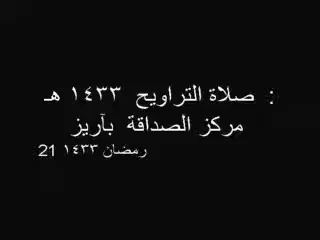 : صلاة التراويح ١٤٣٣ هـ
مركز الصداقة بآريز
21 رمضان ١٤٣٣